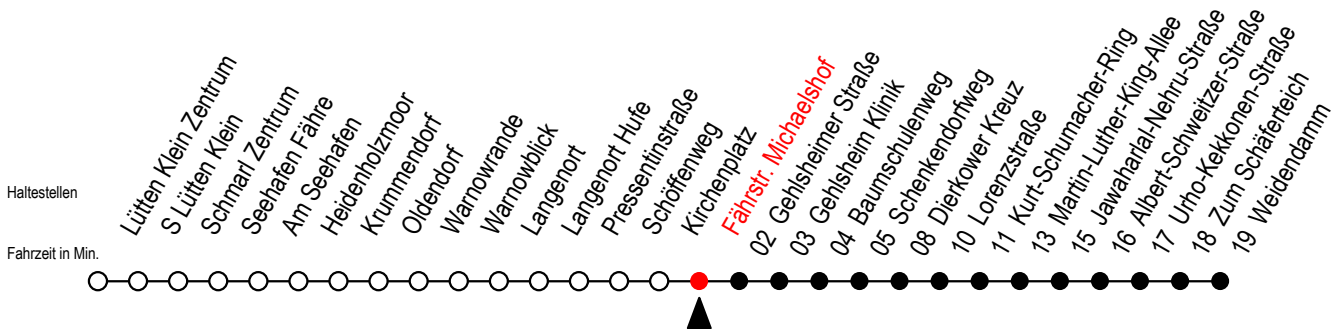 Haltestellen
Fahrzeit in Min.
Lütten Klein Zentrum
S Lütten Klein
Schmarl Zentrum
Seehafen Fähre
Am Seehafen
Heidenholzmoor
Krummendorf
Oldendorf
Warnowrande
Warnowblick
Langenort
Langenort Hufe
Pressentinstraße
Schöffenweg
Kirchenplatz
Fährstr. Michaelshof
02 Gehlsheimer Straße
03 Gehlsheim Klinik
04 Baumschulenweg
05 Schenkendorfweg
08 Dierkower Kreuz
10 Lorenzstraße
11 Kurt-Schumacher-Ring
13 Martin-Luther-King-Allee
15 Jawaharlal-Nehru-Straße
16 Albert-Schweitzer-Straße
17 Urho-Kekkonen-Straße
18 Zum Schäferteich
19 Weidendamm